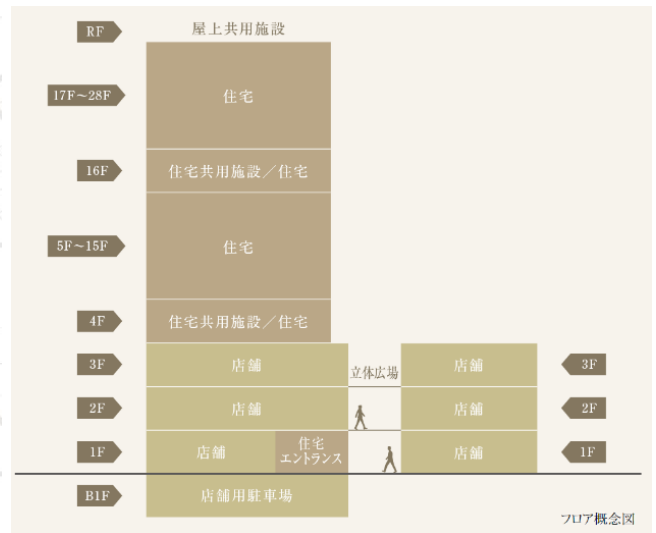 RF
屋上共用施設
17F～28F
住宅
16F
住宅共用施設／住宅
5F～15F
住宅
4F
住宅共用施設／住宅
3F
店舗
立体広場
店舗
3F
2F
店舗
店舗
2F
1F
店舗
住宅
エントランス
店舗
1F
B1F
店舗用駐車場
フロア概念図